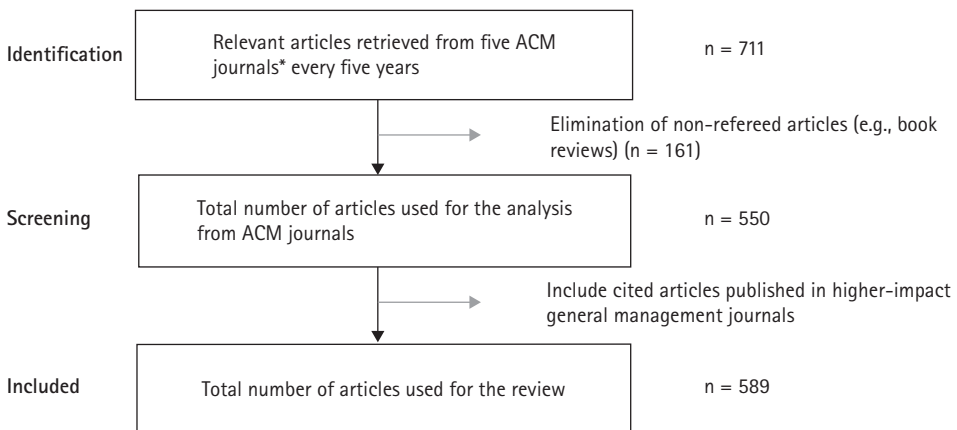 Identification
Relevant articles retrieved from five ACM
journals* every five years
n = 711
Elimination of non-refereed articles (e.g., book
reviews) (n = 161)
Screening
Total number of articles used for the analysis
from ACM journals
n = 550
Include cited articles published in higher-impact
general management journals
Included
Total number of articles used for the review
n = 589